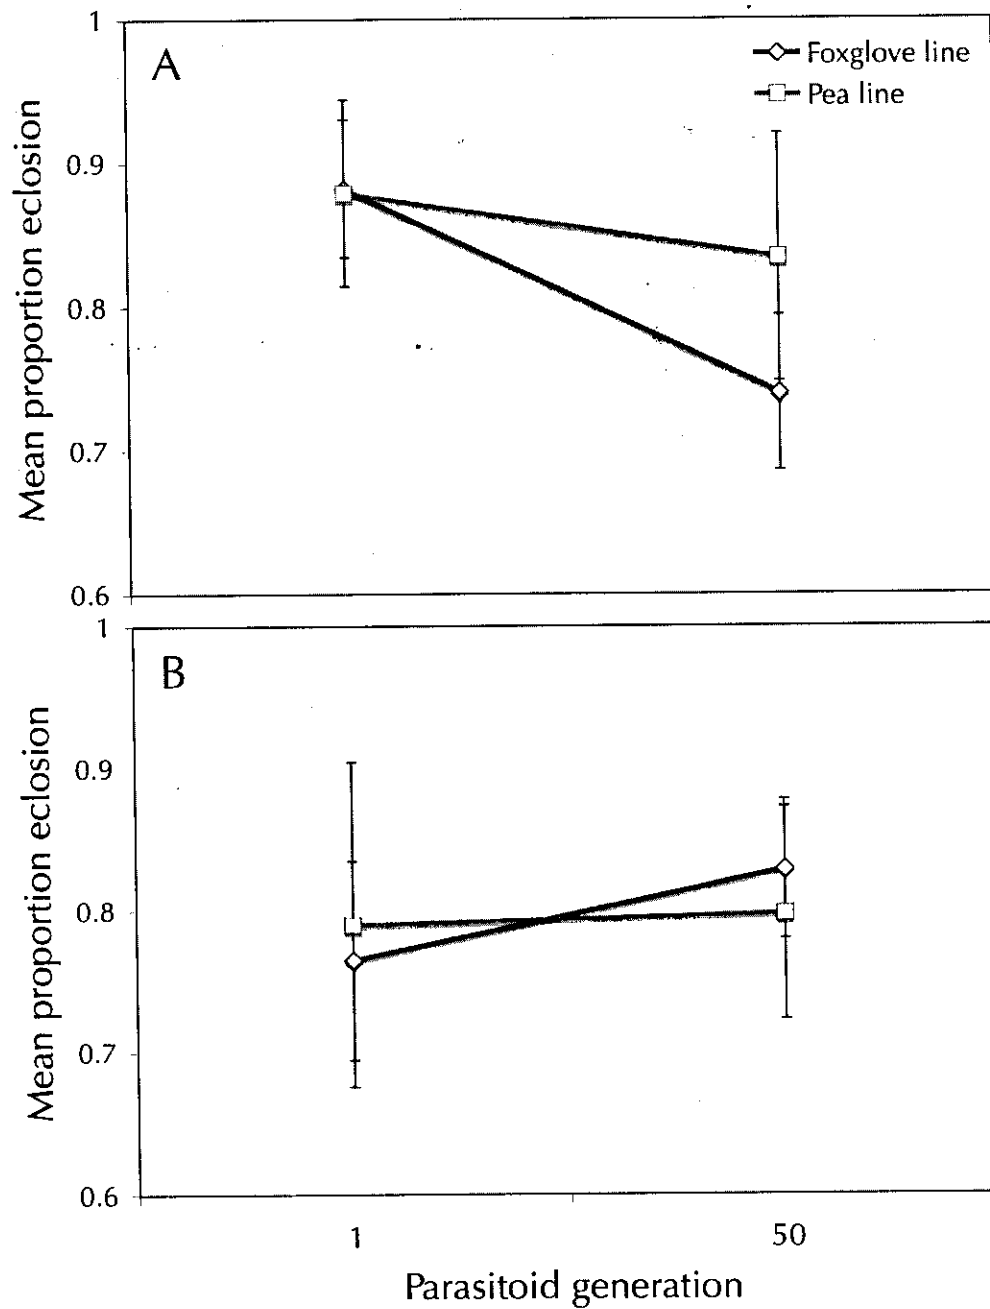 1
A
Foxglove line
Pea line
0.9
0.8
0.7
0.6
Mean proportion eclosion
1
B
0.9
0.8
0.7
0.6
Mean proportion eclosion
1
50
Parasitoid generation